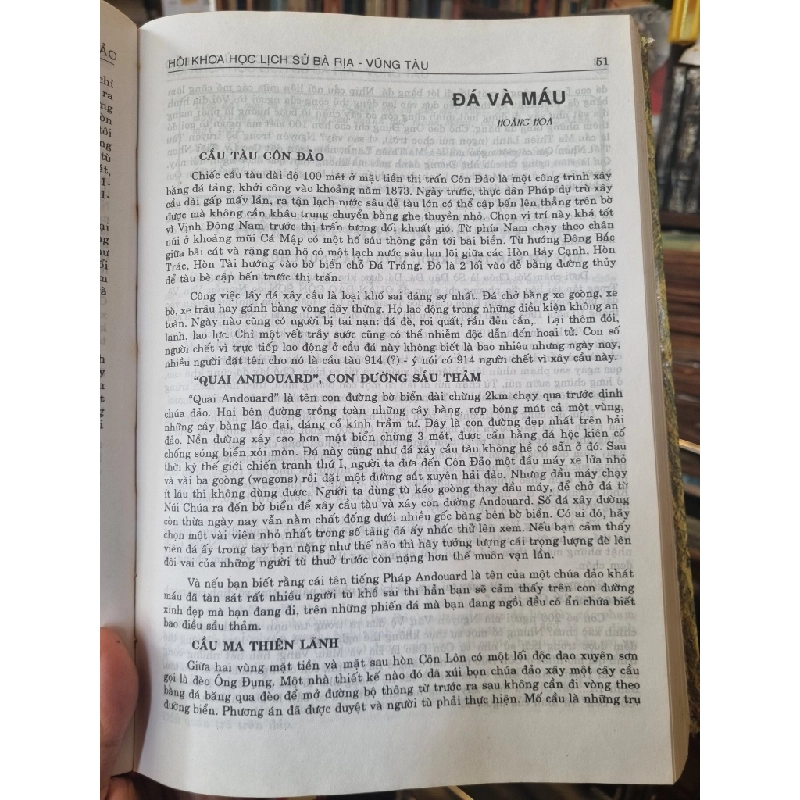 HỘI KHOA HỌC LỊCH SỬ BÀ RỊA - VŨNG TÀU 51
ĐÁ VÀ MÁU
HOÀNG HOA
CẦU TÀU CÔN ĐẢO
Chiếc cầu tàu dài độ 100 mét ở mặt tiền thị trấn Côn Đảo là một công trình xây
bằng đá tảng, khởi công vào khoảng năm 1873. Ngày trước, thực dân Pháp dự trù xây
cầu dài gấp mấy lần, ra tận lạch nước sâu để tàu lớn có thể cập bến lên thẳng trên bờ
được mà không cần khâu trung chuyển bằng ghe thuyền nhỏ. Chọn vị trí này khá tốt
vì Vịnh Đông Nam trước thị trấn tương đối khuất gió. Từ phía Nam chạy theo chân
núi ở khoảng mũi Cá Mập có một hố sâu thông gần tới bãi biển. Từ hướng Đông Bắc
giữa bãi cát và rặng san hô có một lạch nước sâu lưu lôi giữa các Hòn Bảy Cạnh, Hòn
Trác, Hòn Tài hướng vào bờ biển chỗ Đá Trắng. Đó là 2 lối vào dễ bằng đường thủy
để tàu bè cập bến trước thị trấn.
Công việc lấy đá xây cầu là loại khổ sai đáng sợ nhất. Đá chở bằng xe goòng, xe
bò, xe trâu hay gánh bằng vòng dây thừng. Họ lao động trong những điều kiện không an
toàn. Ngày nào cũng có người bị tai nạn: đá đè, roi quất, rắn đến cắn, Lại thêm đói,
lạnh, lao lực. Chỉ một vết trầy sướt cũng có thể nhiễm độc dẫn đến hoại tử. Con số
người chết vì trực tiếp lao động ở cầu đá này không biết là bao nhiêu nhưng ngày nay,
nhiều người đặt tên cho nó là cầu tàu 914 (?) - ý nói có 914 người chết vì xây cầu này.
"QUAI ANDOUARD", CON ĐƯỜNG SẦU THẢM
"Quai Andouard" là tên con đường bờ biển dài chừng 2km chạy qua trước dinh
chúa đảo. Hai bên đường trồng toàn những cây bàng, rợp bóng mát cả một vùng,
những cây bàng lão đại, dáng cổ kính trầm tư. Đây là con đường đẹp nhất trên hải
đảo. Nền đường xây cao hơn mặt biển chừng 3 mét, được cẩn bằng đá học kiên cố
chống sóng biển xói mòn. Đá này cũng như đá xây cầu tàu không hề có sẵn ở đó. Sau
thời kỳ thế giới chiến tranh thứ I, người ta đưa đến Côn Đảo một đầu máy xe lửa nhỏ
và vài ba goòng (wagons) rồi đặt một đường sắt xuyên hải đảo. Nhưng đầu máy chạy
ít lâu thì không dùng được. Người ta dùng tù kéo goòng thay đầu máy, để chở đá từ
Núi Chúa ra đến bờ biển để xây cầu tàu và xây con đường Andouard. Số đá xây đường
còn thừa ngày nay vẫn nằm chất đống dưới nhiều gốc bàng bên bờ biển. Có ai đó, hãy
chọn một vài viên nhỏ nhất trong số tảng đá ấy nhấc thử lên xem. Nếu bạn cảm thấy
viên đá ấy trong tay bạn nặng như thế nào thì hãy tưởng lượng cái trọng lượng đè lên
đôi vai của những người tù thuở trước còn nặng hơn thế muôn vạn lần.
Và nếu bạn biết rằng cái tên tiếng Pháp Andouard là tên của một chúa đảo khát
máu đã tàn sát rất nhiều người tù khổ sai thì hẳn bạn sẽ cảm thấy trên con đường
xinh đẹp mà bạn đang đi, trên những phiến đá mà bạn đang ngồi đều có ẩn chứa biết
bao điều sầu thảm.
CẦU MA THIÊN LÃNH
Giữa hai vùng mặt tiền và mặt sau hòn Côn Lôn có một lối độc đạo xuyên sơn
gọi là đèo Ông Đụng. Một nhà thiết kế nào đó đã xúi bọn chúa đảo xây một cây cầu
bằng đá băng qua đèo để mở đường bộ thông từ trước ra sau không cần đi vòng theo
đường biển. Phương án đã được duyệt và người tù phải thực hiện. Mố cầu là những trụ